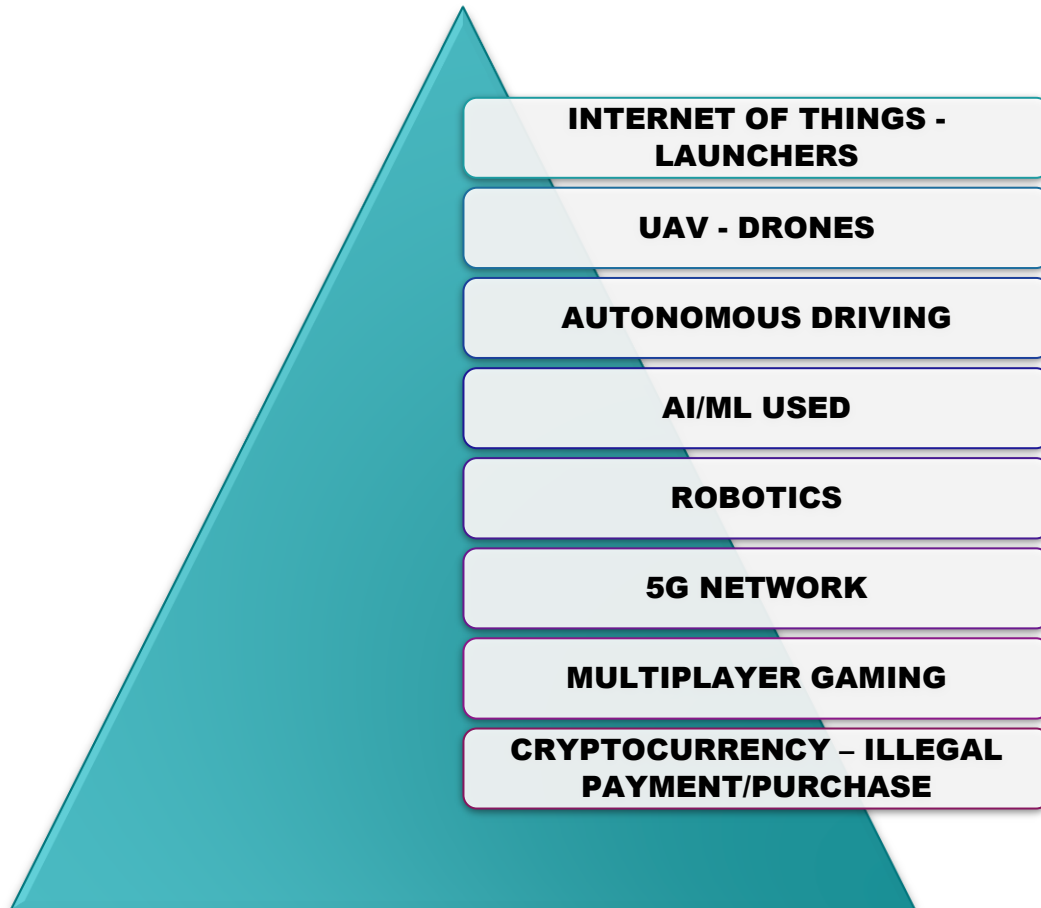 INTERNET OF THINGS -
LAUNCHERS
UAV - DRONES
AUTONOMOUS DRIVING
AI/ML USED
ROBOTICS
5G NETWORK
MULTIPLAYER GAMING
CRYPTOCURRENCY – ILLEGAL
PAYMENT/PURCHASE